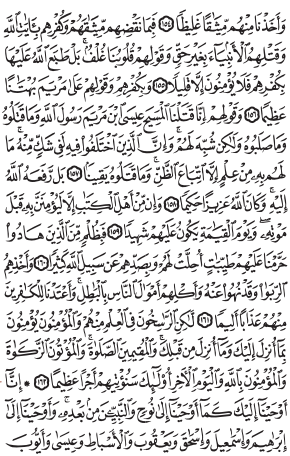 وَأَخَذْنَا مِنْهُم مِّيثَٰقًا غَلِيظًا ١٥٤ فَبِمَا نَقْضِهِم مِّيثَٰقَهُمْ وَكُفْرِهِم بِـَٔايَٰتِ ٱللَّهِ
وَقَتْلِهِمُ ٱلْأَنۢبِيَآءَ بِغَيْرِ حَقٍّ وَقَوْلِهِمْ قُلُوبُنَا غُلْفٌۢ ۚ بَلْ طَبَعَ ٱللَّهُ عَلَيْهَا
بِكُفْرِهِمْ فَلَا يُؤْمِنُونَ إِلَّا قَلِيلًا ١٥٥ وَبِكُفْرِهِمْ وَقَوْلِهِمْ عَلَىٰ مَرْيَمَ بُهْتَٰنًا
عَظِيمًا ١٥٦ وَقَوْلِهِمْ إِنَّا قَتَلْنَا ٱلْمَسِيحَ عِيسَى ٱبْنَ مَرْيَمَ رَسُولَ ٱللَّهِ وَمَا قَتَلُوهُ
وَمَا صَلَبُوهُ وَلَٰكِن شُبِّهَ لَهُمْ ۚ وَإِنَّ ٱلَّذِينَ ٱخْتَلَفُوا۟ فِيهِ لَفِى شَكٍّ مِّنْهُ ۚ مَا
لَهُم بِهِۦ مِنْ عِلْمٍ إِلَّا ٱتِّبَاعَ ٱلظَّنِّ ۚ وَمَا قَتَلُوهُ يَقِينًۢا ١٥٧ بَل رَّفَعَهُ ٱللَّهُ
إِلَيْهِ ۚ وَكَانَ ٱللَّهُ عَزِيزًا حَكِيمًا ١٥٨ وَإِن مِّنْ أَهْلِ ٱلْكِتَٰبِ إِلَّا لَيُؤْمِنَنَّ بِهِۦ قَبْلَ
مَوْتِهِۦ ۖ وَيَوْمَ ٱلْقِيَٰمَةِ يَكُونُ عَلَيْهِمْ شَهِيدًا ١٥٩ فَبِظُلْمٍ مِّنَ ٱلَّذِينَ هَادُوا۟
حَرَّمْنَا عَلَيْهِمْ طَيِّبَٰتٍ أُحِلَّتْ لَهُمْ وَبِصَدِّهِمْ عَن سَبِيلِ ٱللَّهِ كَثِيرًا ١٦٠ وَأَخْذِهِمُ
ٱلرِّبَوٰا۟ وَقَدْ نُهُوا۟ عَنْهُ وَأَكْلِهِمْ أَمْوَٰلَ ٱلنَّاسِ بِٱلْبَٰطِلِ ۚ وَأَعْتَدْنَا لِلْكَٰفِرِينَ
مِنْهُمْ عَذَابًا أَلِيمًا ١٦١ لَّٰكِنِ ٱلرَّٰسِخُونَ فِى ٱلْعِلْمِ مِنْهُمْ وَٱلْمُؤْمِنُونَ يُؤْمِنُونَ
بِمَآ أُنزِلَ إِلَيْكَ وَمَآ أُنزِلَ مِن قَبْلِكَ ۚ وَٱلْمُقِيمِينَ ٱلصَّلَوٰةَ ۚ وَٱلْمُؤْتُونَ ٱلزَّكَوٰةَ
وَٱلْمُؤْمِنُونَ بِٱللَّهِ وَٱلْيَوْمِ ٱلْـَٔاخِرِ أُو۟لَٰٓئِكَ سَنُؤْتِيهِمْ أَجْرًا عَظِيمًا ١٦٢ ۞ إِنَّآ
أَوْحَيْنَآ إِلَيْكَ كَمَآ أَوْحَيْنَآ إِلَىٰ نُوحٍ وَٱلنَّبِيِّـۧنَ مِنۢ بَعْدِهِۦ ۚ وَأَوْحَيْنَآ إِلَىٰٓ
إِبْرَٰهِيمَ وَإِسْمَٰعِيلَ وَإِسْحَٰقَ وَيَعْقُوبَ وَٱلْأَسْبَاطِ وَعِيسَىٰ وَأَيُّوبَ